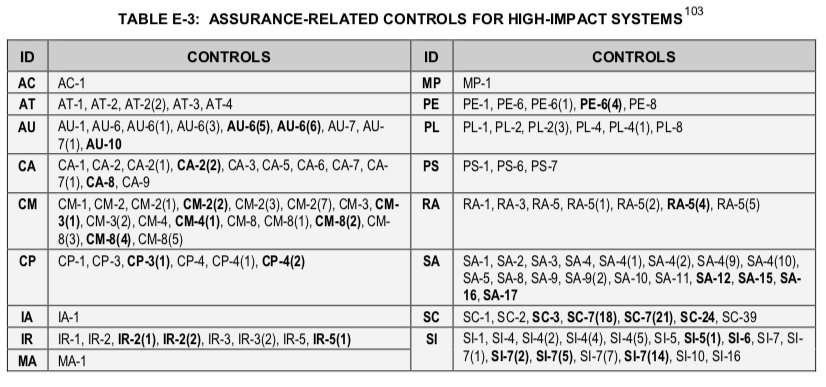 TABLE E-3: ASSURANCE-RELATED CONTROLS FOR HIGH-IMPACT SYSTEMS103
ID CONTROLS ID CONTROLS
AC AC-1 MP MP-1
AT AT-1, AT-2, AT-2(2), AT-3, AT-4 PE PE-1, PE-6, PE-6(1), PE-6(4), PE-8
AU AU-1, AU-6, AU-6(1), AU-6(3), AU-6(5), AU-6(6), AU-7, AU-
7(1), AU-10
PL PL-1, PL-2, PL-2(3), PL-4, PL-4(1), PL-8
CA CA-1, CA-2, CA-2(1), CA-2(2), CA-3, CA-5, CA-6, CA-7, CA-
7(1), CA-8, CA-9
PS PS-1, PS-6, PS-7
CM CM-1, CM-2, CM-2(1), CM-2(2), CM-2(3), CM-2(7), CM-3, CM-
3(1), CM-3(2), CM-4, CM-4(1), CM-8, CM-8(1), CM-8(2), CM-
8(3), CM-8(4), CM-8(5)
RA RA-1, RA-3, RA-5, RA-5(1), RA-5(2), RA-5(4), RA-5(5)
CP CP-1, CP-3, CP-3(1), CP-4, CP-4(1), CP-4(2)
SA SA-1, SA-2, SA-3, SA-4, SA-4(1), SA-4(2), SA-4(9), SA-4(10),
SA-5, SA-8, SA-9, SA-9(2), SA-10, SA-11, SA-12, SA-15, SA-
16, SA-17
IA IA-1 SC SC-1, SC-2, SC-3, SC-7(18), SC-7(21), SC-24, SC-39
IR IR-1, IR-2, IR-2(1), IR-2(2), IR-3, IR-3(2), IR-5, IR-5(1)
MA MA-1
SI SI-1, SI-4, SI-4(2), SI-4(4), SI-4(5), SI-5, SI-5(1), SI-6, SI-7, SI-
7(1), SI-7(2), SI-7(5), SI-7(7), SI-7(14), SI-10, SI-16